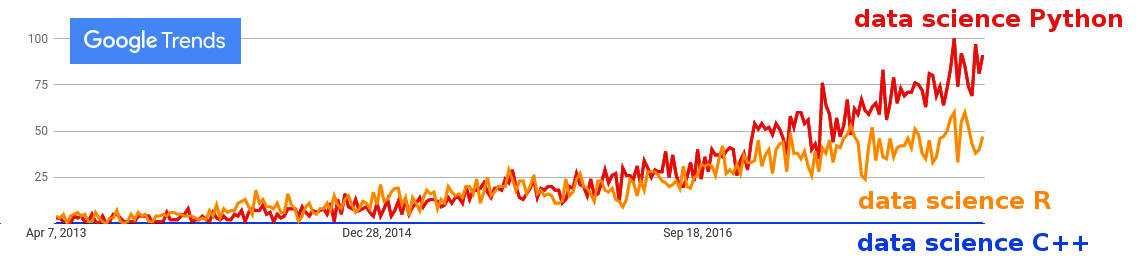 data science Python
Google Trends
100
75
50
25
data science R
Apr 7, 2013
Dec 28, 2014
Sep 18, 2016
data science C++